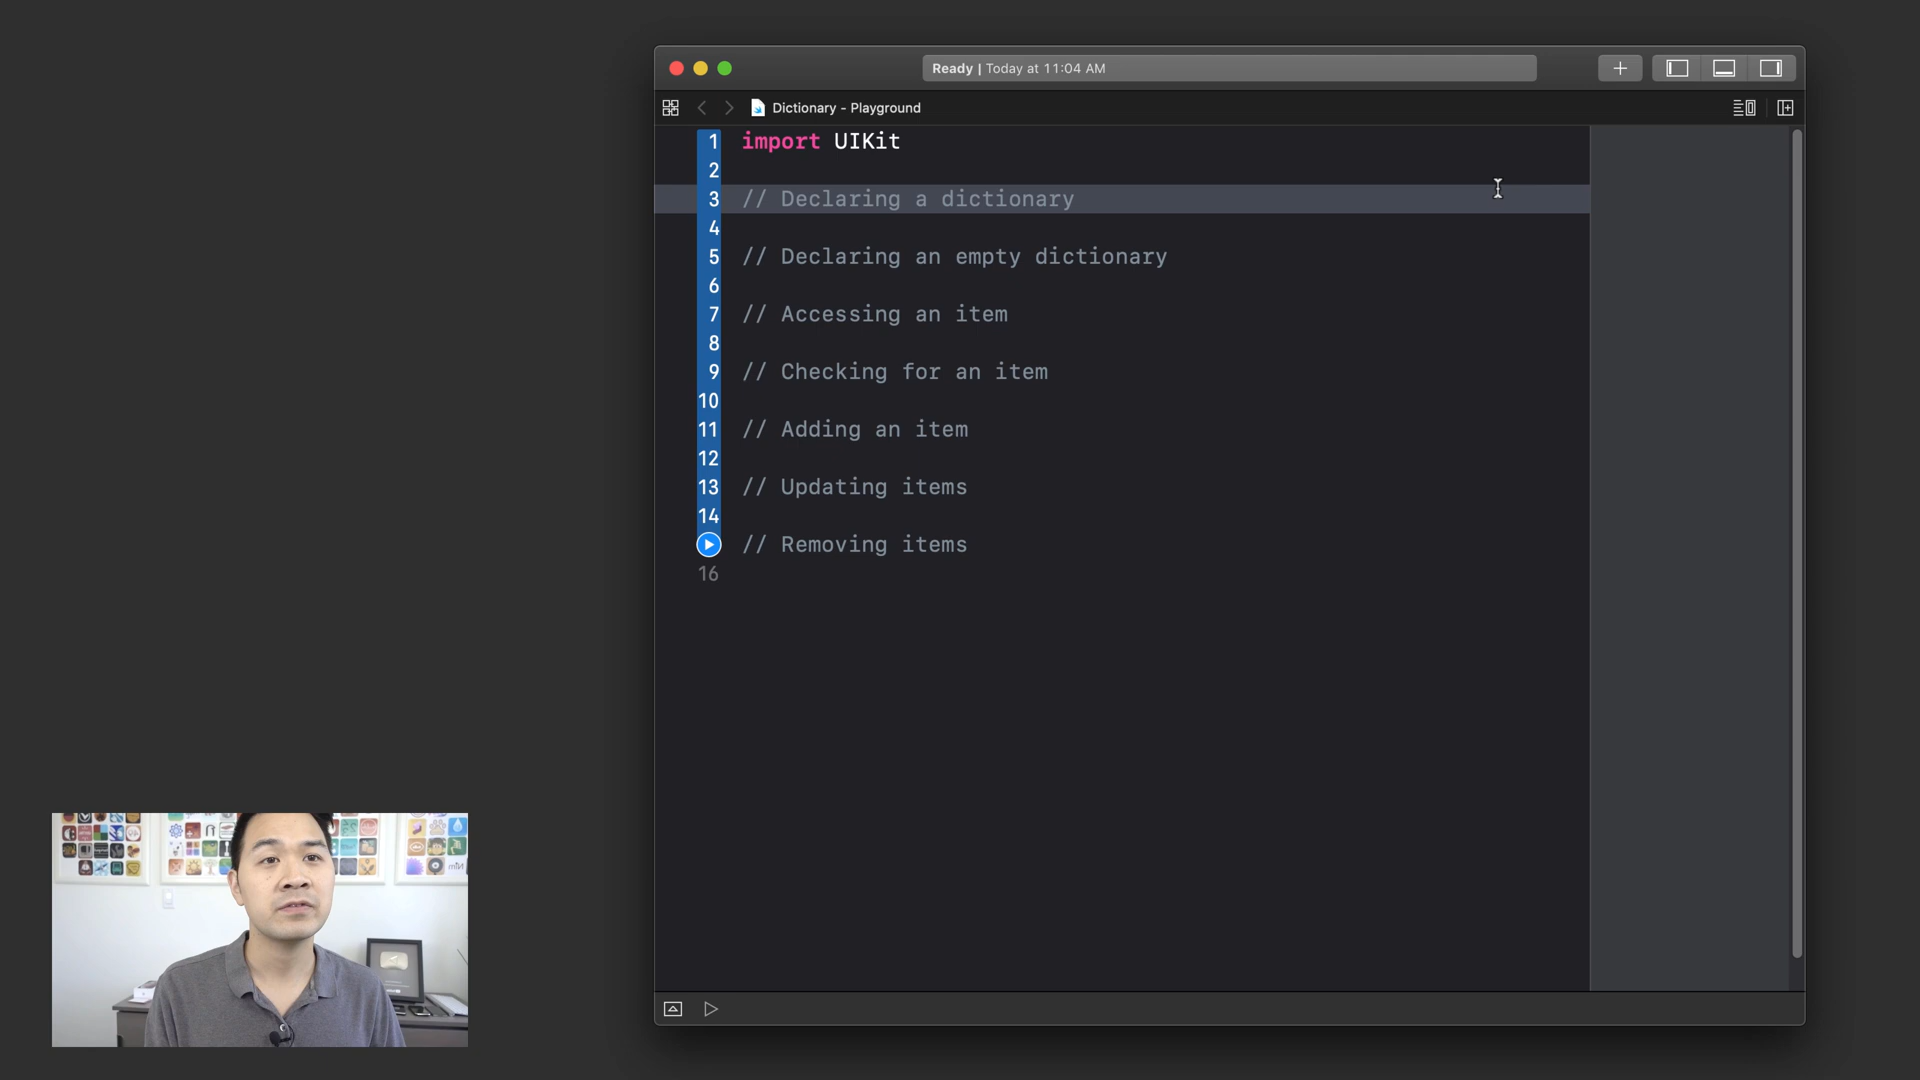 Ready | Today at 11:04 AM
Dictionary - Playground
1 import UIKit
2
3 // Declaring a dictionary
4
5 // Declaring an empty dictionary
6
7 // Accessing an item
8
9 // Checking for an item
10
11 // Adding an item
12
13 // Updating items
14
// Removing items
16